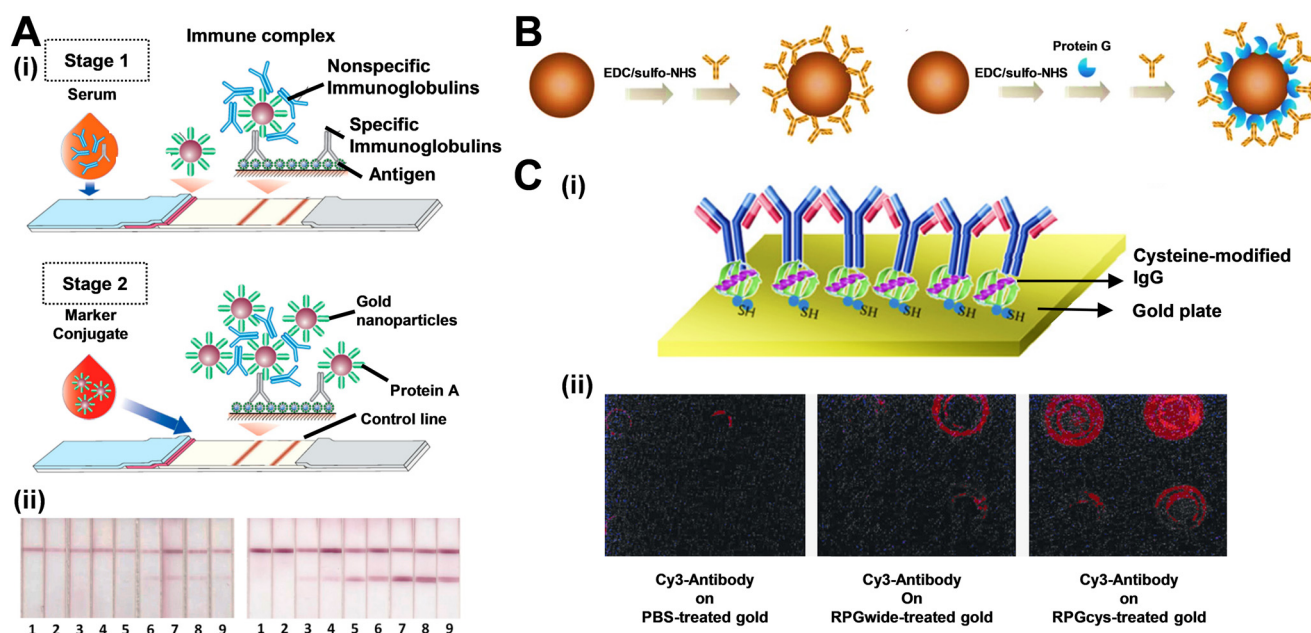 A
(i)
Stage 1
Serum
Immune complex
Nonspecific
Immunoglobulins
Specific
Immunoglobulins
Antigen
Stage 2
Marker
Conjugate
Gold
nanoparticles
Protein A
Control line
(ii)
1 2 3 4 5 6 7 8 9
1 2 3 4 5 6 7 8 9
B
EDC/sulfo-NHS
EDC/sulfo-NHS
Protein G
C
(i)
SH
SH
SH
SH
SH
SH
Cysteine-modified
IgG
Gold plate
(ii)
Cy3-Antibody
on
PBS-treated gold
Cy3-Antibody
On
RPGwide-treated gold
Cy3-Antibody
on
RPGcys-treated gold